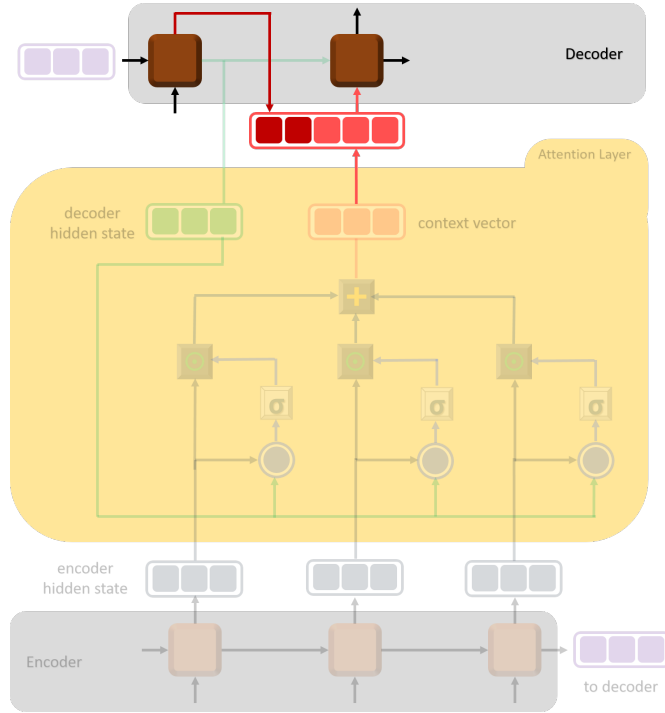 Decoder
Attention Layer
decoder
hidden state
context vector
σ
σ
σ
encoder
hidden state
Encoder
to decoder